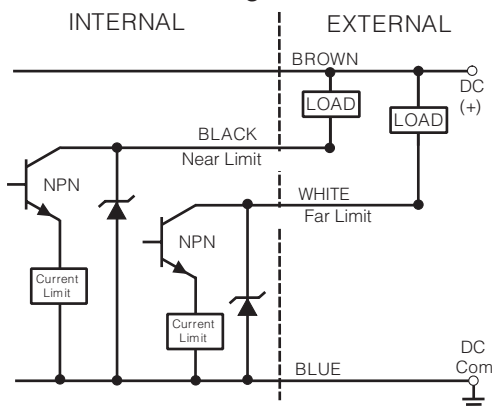 INTERNAL
EXTERNAL
BROWN
DC
(+)
LOAD
LOAD
BLACK
Near Limit
NPN
WHITE
Far Limit
NPN
Current
Limit
Current
Limit
BLUE
DC
Com